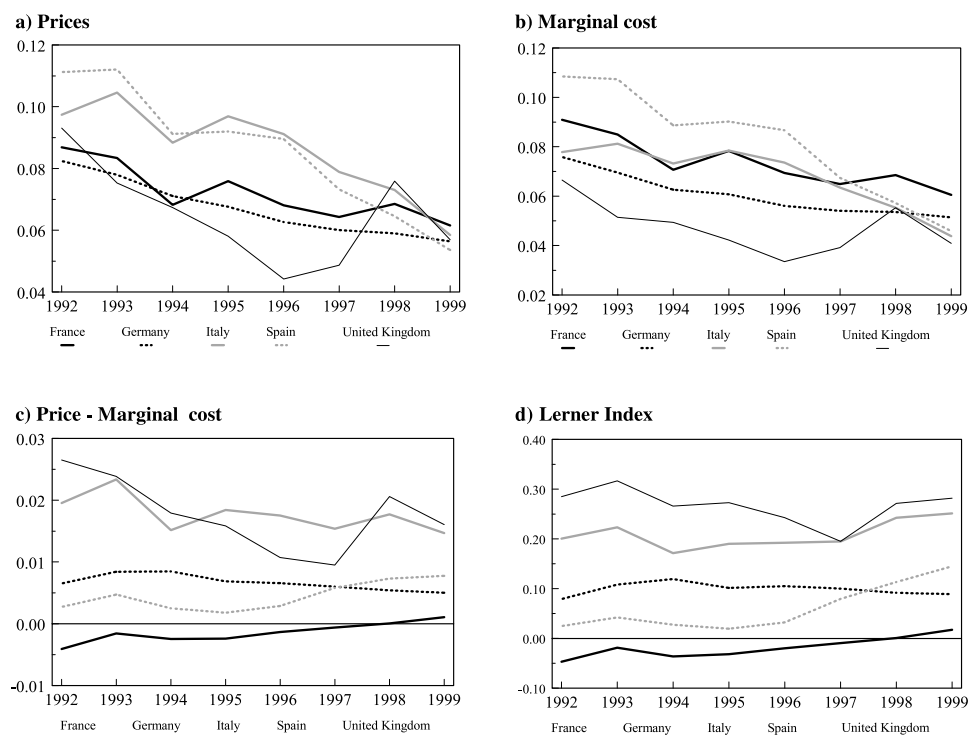 a) Prices
0.12
0.10
0.08
0.06
0.04
1992 1993 1994 1995 1996 1997 1998 1999
France Germany Italy Spain United Kingdom
b) Marginal cost
0.12
0.10
0.08
0.06
0.04
0.02
1992 1993 1994 1995 1996 1997 1998 1999
France Germany Italy Spain United Kingdom
c) Price - Marginal cost
0.03
0.02
0.01
0.00
-0.01
1992 1993 1994 1995 1996 1997 1998 1999
France Germany Italy Spain United Kingdom
d) Lerner Index
0.40
0.30
0.20
0.10
0.00
-0.10
1992 1993 1994 1995 1996 1997 1998 1999
France Germany Italy Spain United Kingdom